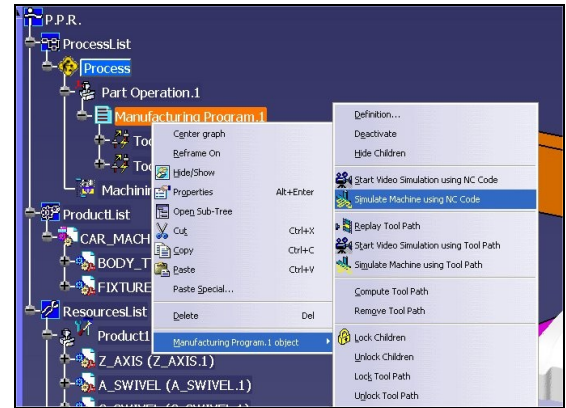 P.P.R.
ProcessList
Process
Part Operation.1
Manufacturing Program.1
Too
Too
Machinin
ProductList
CAR_MACH
BODY_T
FIXTURE
ResourcesList
Product1
Z_AXIS (Z_AXIS.1)
A_SWIVEL (A_SWIVEL.1)
Center graph
Reframe On
Hide/Show
Properties Alt+Enter
Open Sub-Tree
Cut Ctrl+X
Copy Ctrl+C
Paste Ctrl+V
Paste Special...
Delete Del
Manufacturing Program.1 object
Definition...
Deactivate
Hide Children
Start Video Simulation using NC Code
Simulate Machine using NC Code
Replay Tool Path
Start Video Simulation using Tool Path
Simulate Machine using Tool Path
Compute Tool Path
Remove Tool Path
Lock Children
Unlock Children
Lock Tool Path
Unlock Tool Path